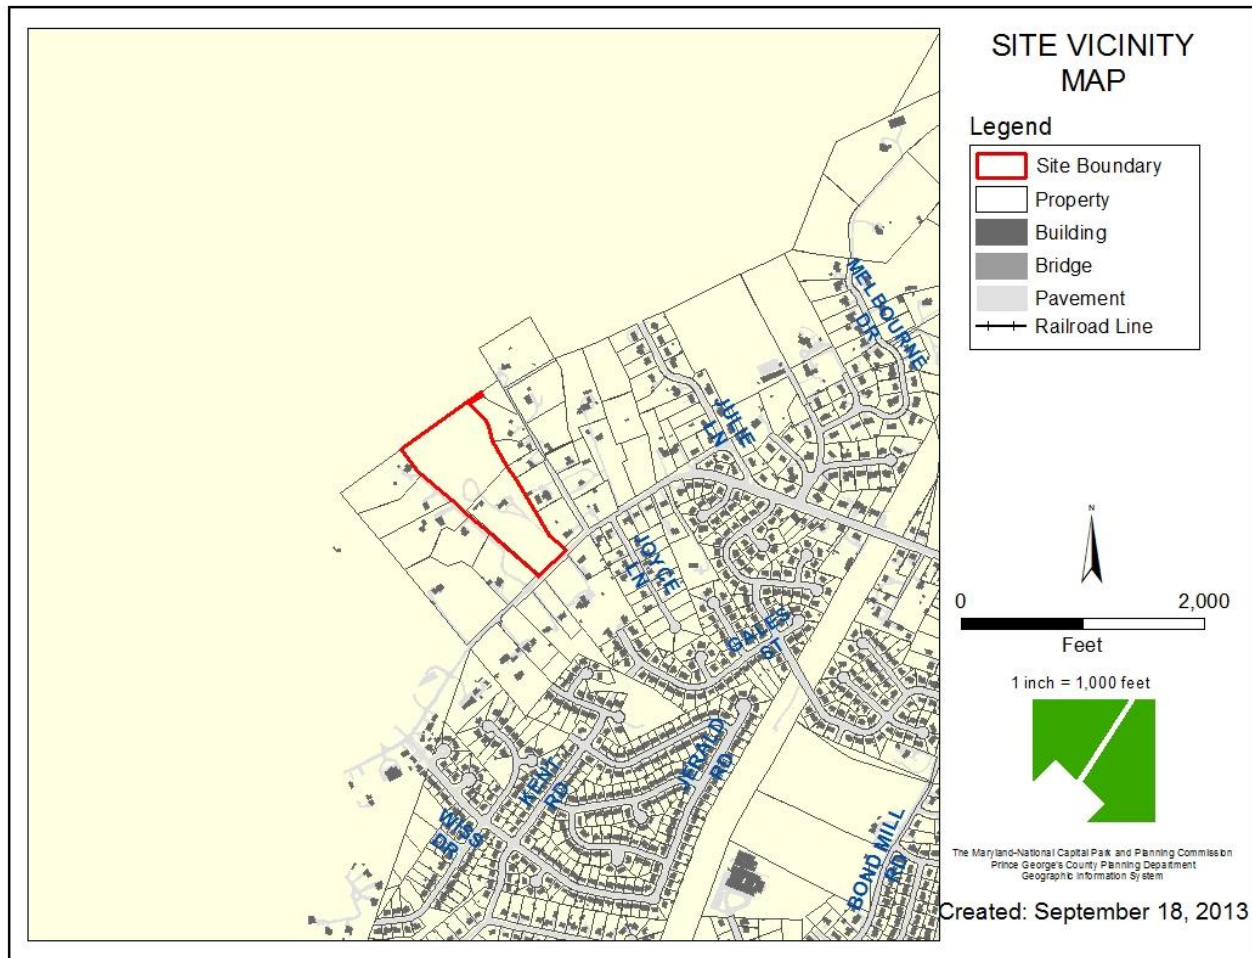 SITE VICINITY
MAP
Legend
Site Boundary
Property
Building
Bridge
Pavement
Railroad Line
MELBOURNE
DR
JULIE
LN
JOYCE
LN
GALES
ST
JERALD
RD
KENT
RD
WISS
DR
BOND MILL
RD
N
0 2,000
Feet
1 inch = 1,000 feet
The Maryland-National Capital Park and Planning Commission
Prince George's County Planning Department
Geographic Information System
Created: September 18, 2013